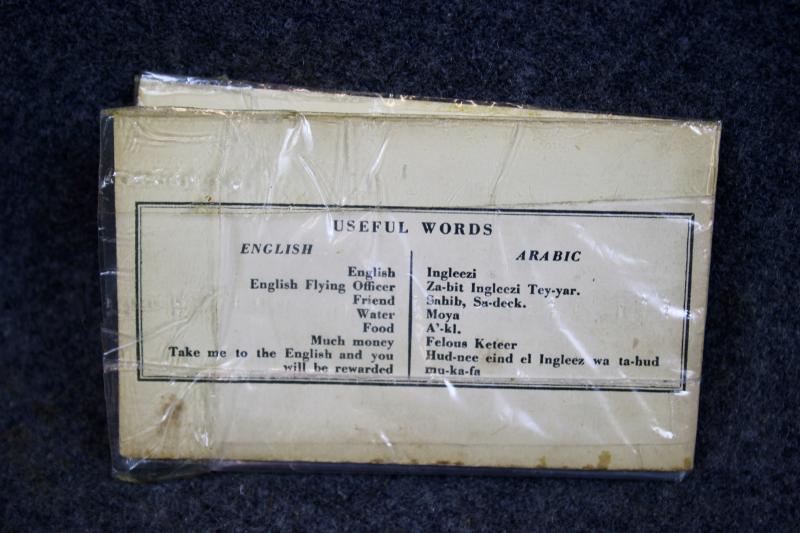 USEFUL WORDS
ENGLISH ARABIC
English Ingleezi
English Flying Officer Za-bit Ingleezi Tey-yar.
Friend Sahib, Sa-deek.
Water Moya
Food A'-kl.
Much money Felous Keteer
Take me to the English and you Hud-nee eind el Ingleez wa ta-hud
will be rewarded mu-ka-fa